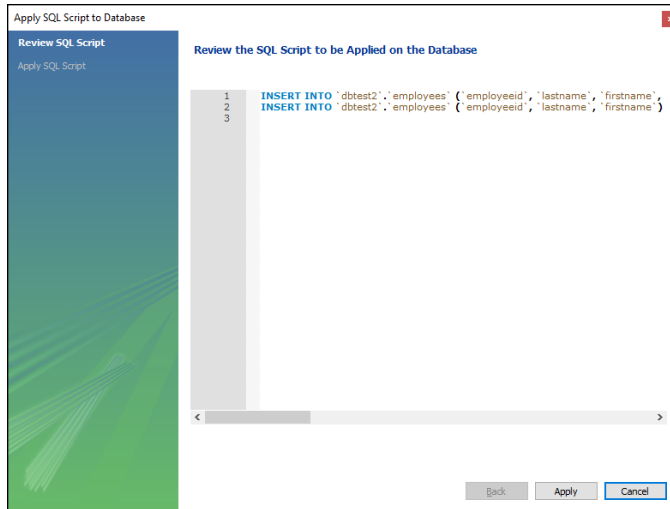 Apply SQL Script to Database
Review SQL Script
Apply SQL Script
Review the SQL Script to be Applied on the Database
1 INSERT INTO `dbtest2`.`employees` (`employeeid`, `lastname`, `firstname`,
2 INSERT INTO `dbtest2`.`employees` (`employeeid`, `lastname`, `firstname`)
3
Back Apply Cancel